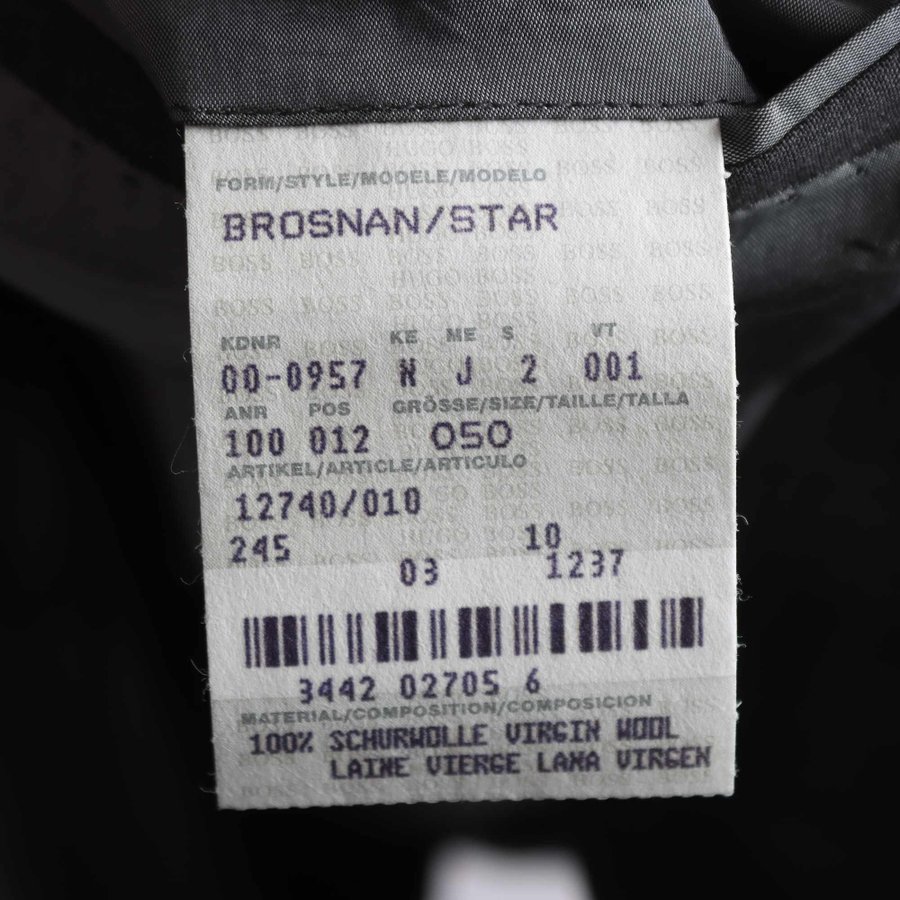 FORM/STYLE/MODELE/MODELO
BROSNAN/STAR
KDNR KE ME S VT
00-0957 N J 2 001
ANR POS GRÖSSE/SIZE/TAILLE/TALLA
100 012 050
ARTIKEL/ARTICLE/ARTICULO
12740/010
245 10
03 1237
3442 02705 6
MATERIAL/COMPOSITION/COMPOSICION
100% SCHURWOLLE VIRGIN WOOL
LAINE VIERGE LANA VIRGEN